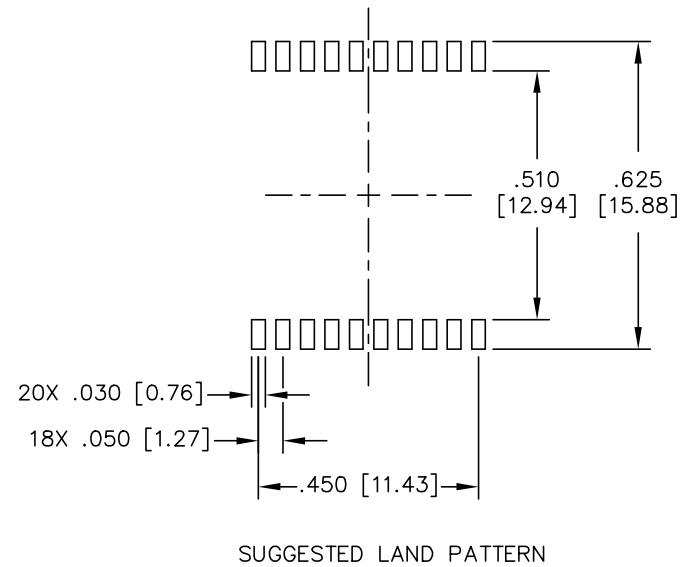 .510
[12.94]
.625
[15.88]
20X .030 [0.76]
18X .050 [1.27]
.450 [11.43]
SUGGESTED LAND PATTERN